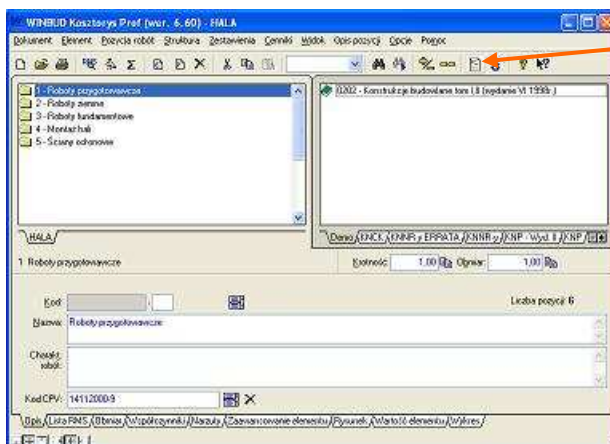 WINBUD Kosztorys Prof (wer. 6.60) - HALA
Dokument Element Pozycja robót Struktura Zestawienia Cenniki Widok Opis pozycji Opcje Pomoc
1 - Roboty przygotowawcze
2 - Roboty ziemne
3 - Roboty fundamentowe
4 - Montaż hali
5 - Ściany osłonowe
0202 - Konstrukcje budowlane tom I,II (wydanie VI 1998r.)
HALA
Demo KNCK KNNR y ERRATA KNNR-y KNP - Wyd. II KNP
1 Roboty przygotowawcze
Krotność: 1,00 Obmiar: 1,00
Kod:
Liczba pozycji: 6
Nazwa: Roboty przygotowawcze
Charakt. robót:
Kod CPV: 14112000-9
Opis Lista RMS Obmiar Współczynniki Narzuty Zaawansowanie elementu Rysunek Wartość elementu Wykres